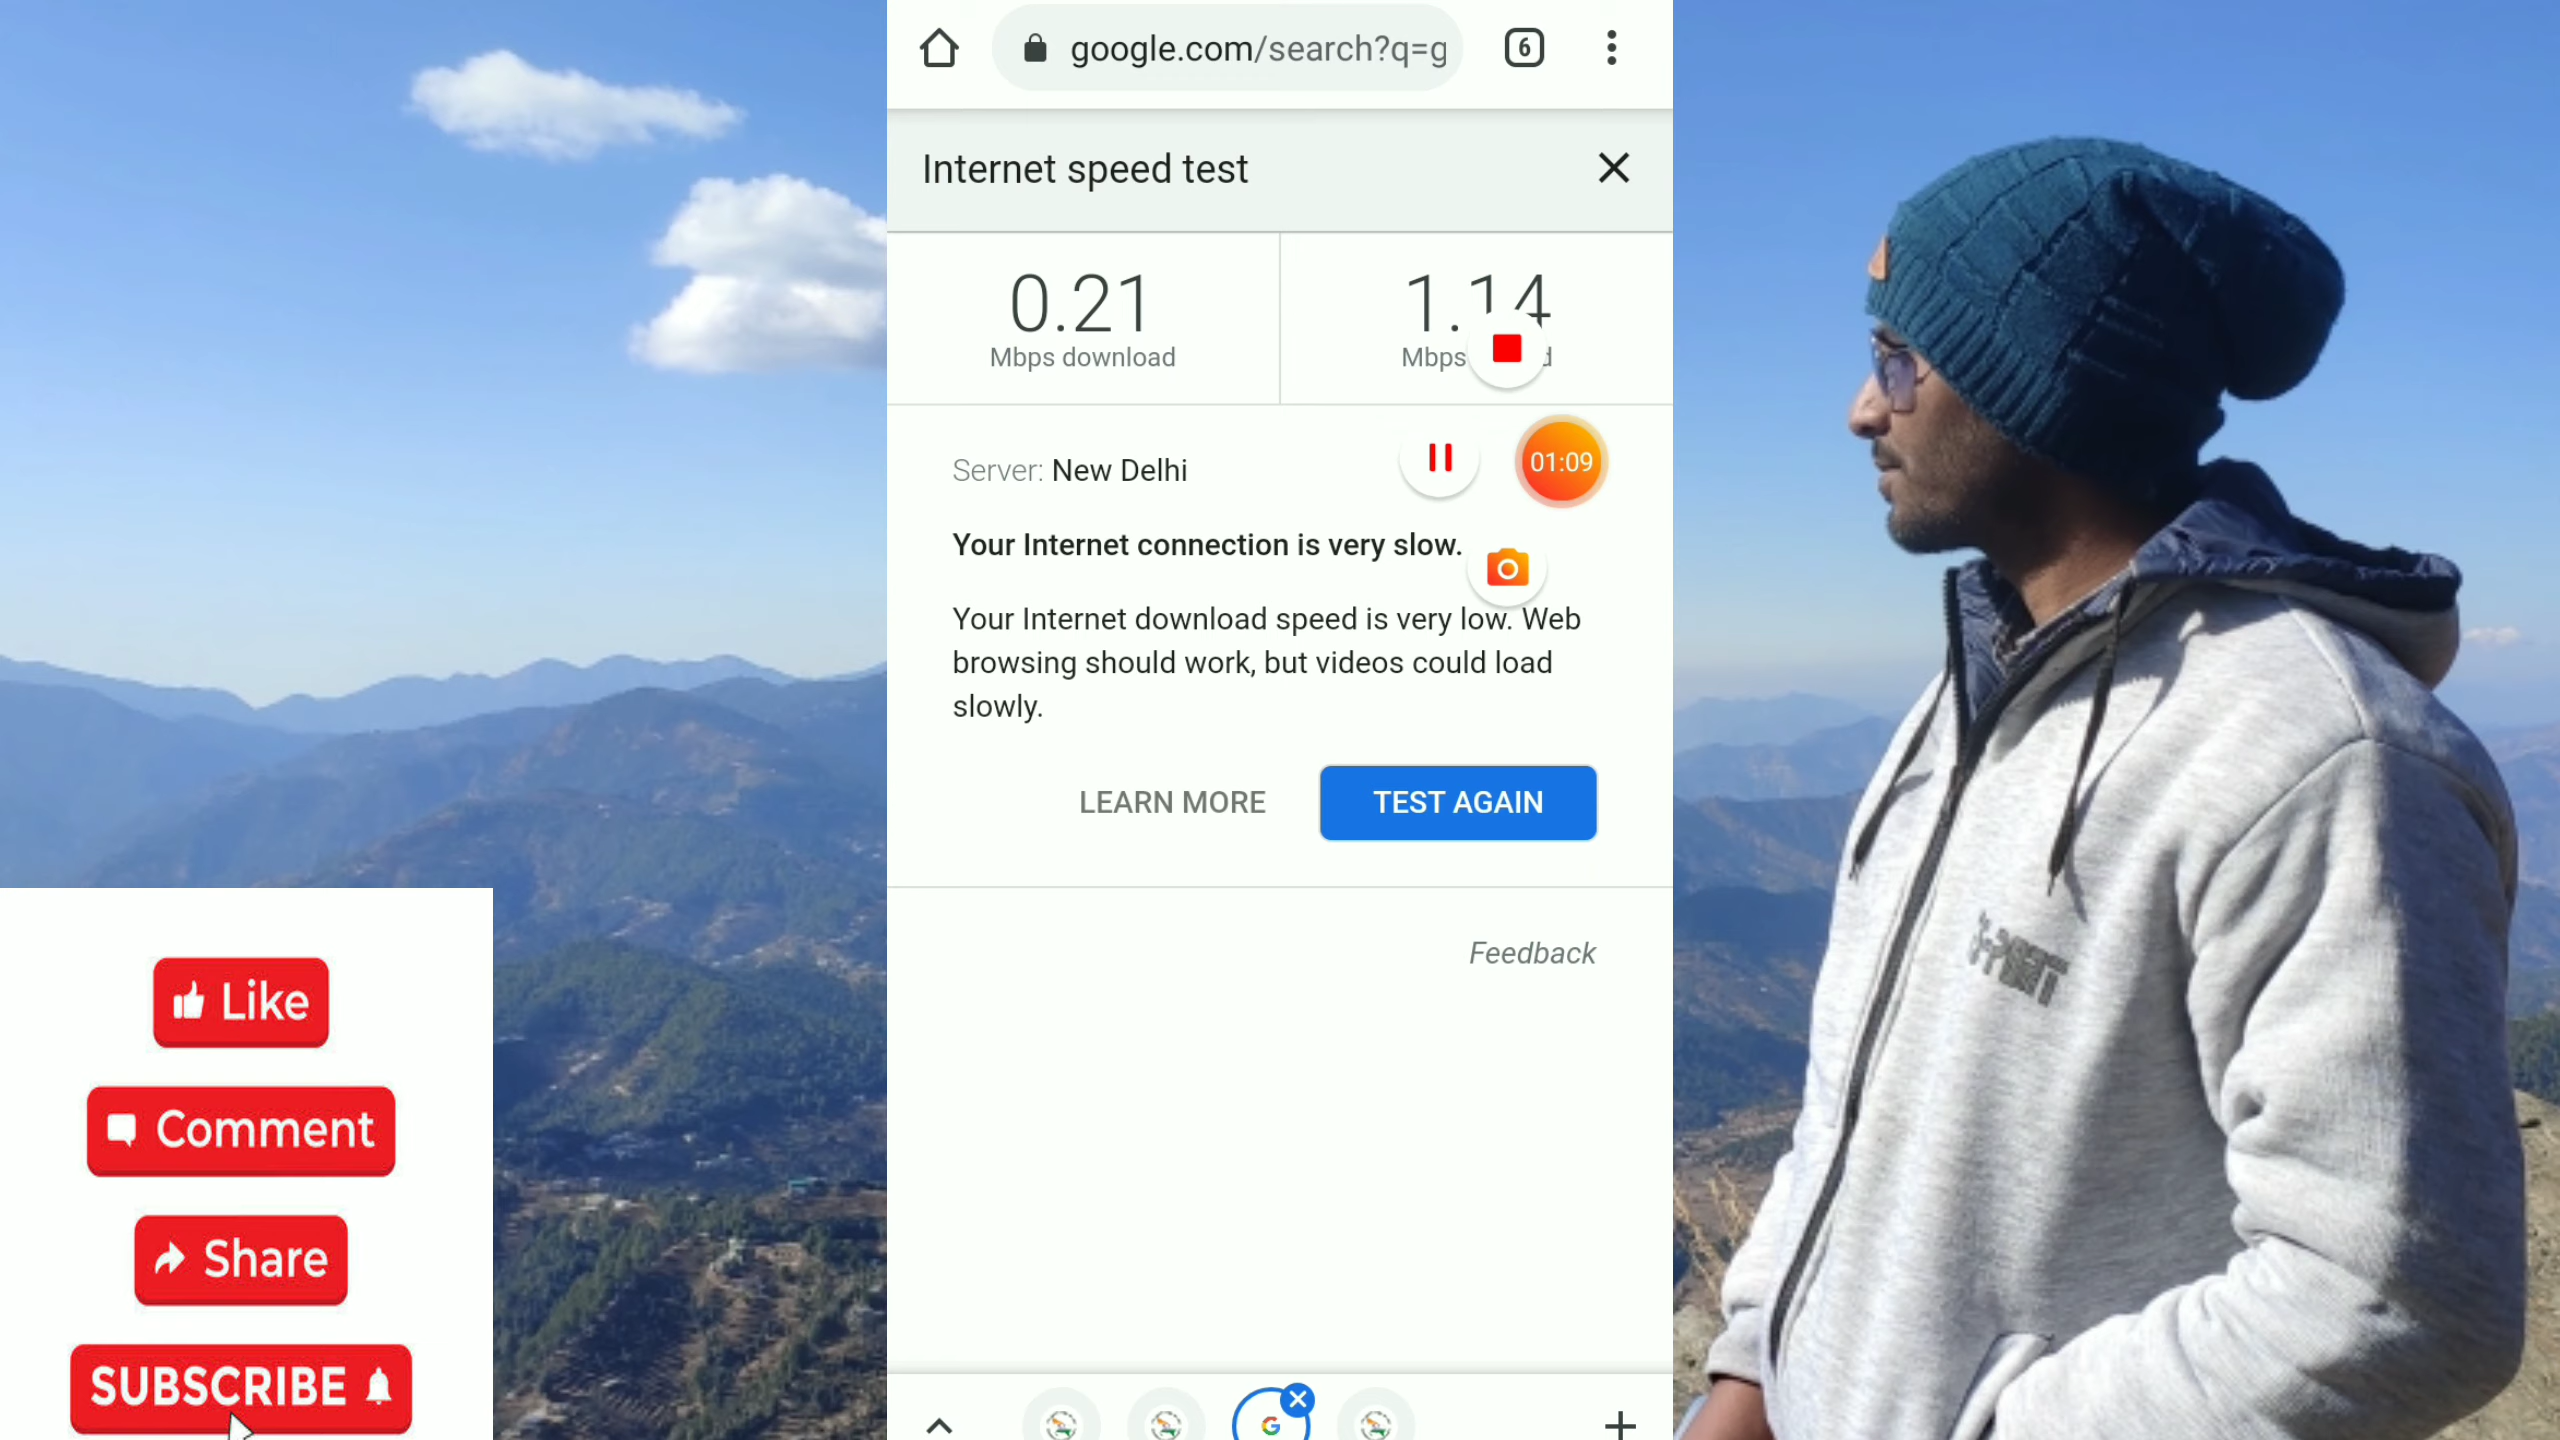 google.com/search?q=g
6
Internet speed test
0.21
1.14
Mbps download
Mbps
Server: New Delhi
01:09
Your Internet connection is very slow.
Your Internet download speed is very low. Web
browsing should work, but videos could load
slowly.
LEARN MORE
TEST AGAIN
Feedback
Like
Comment
Share
SUBSCRIBE